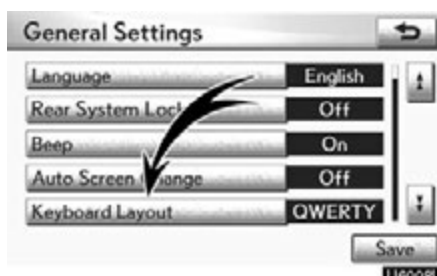 General Settings
Language English
Rear System Off
Beep On
Auto Screen Off
Keyboard Layout QWERTY
Save